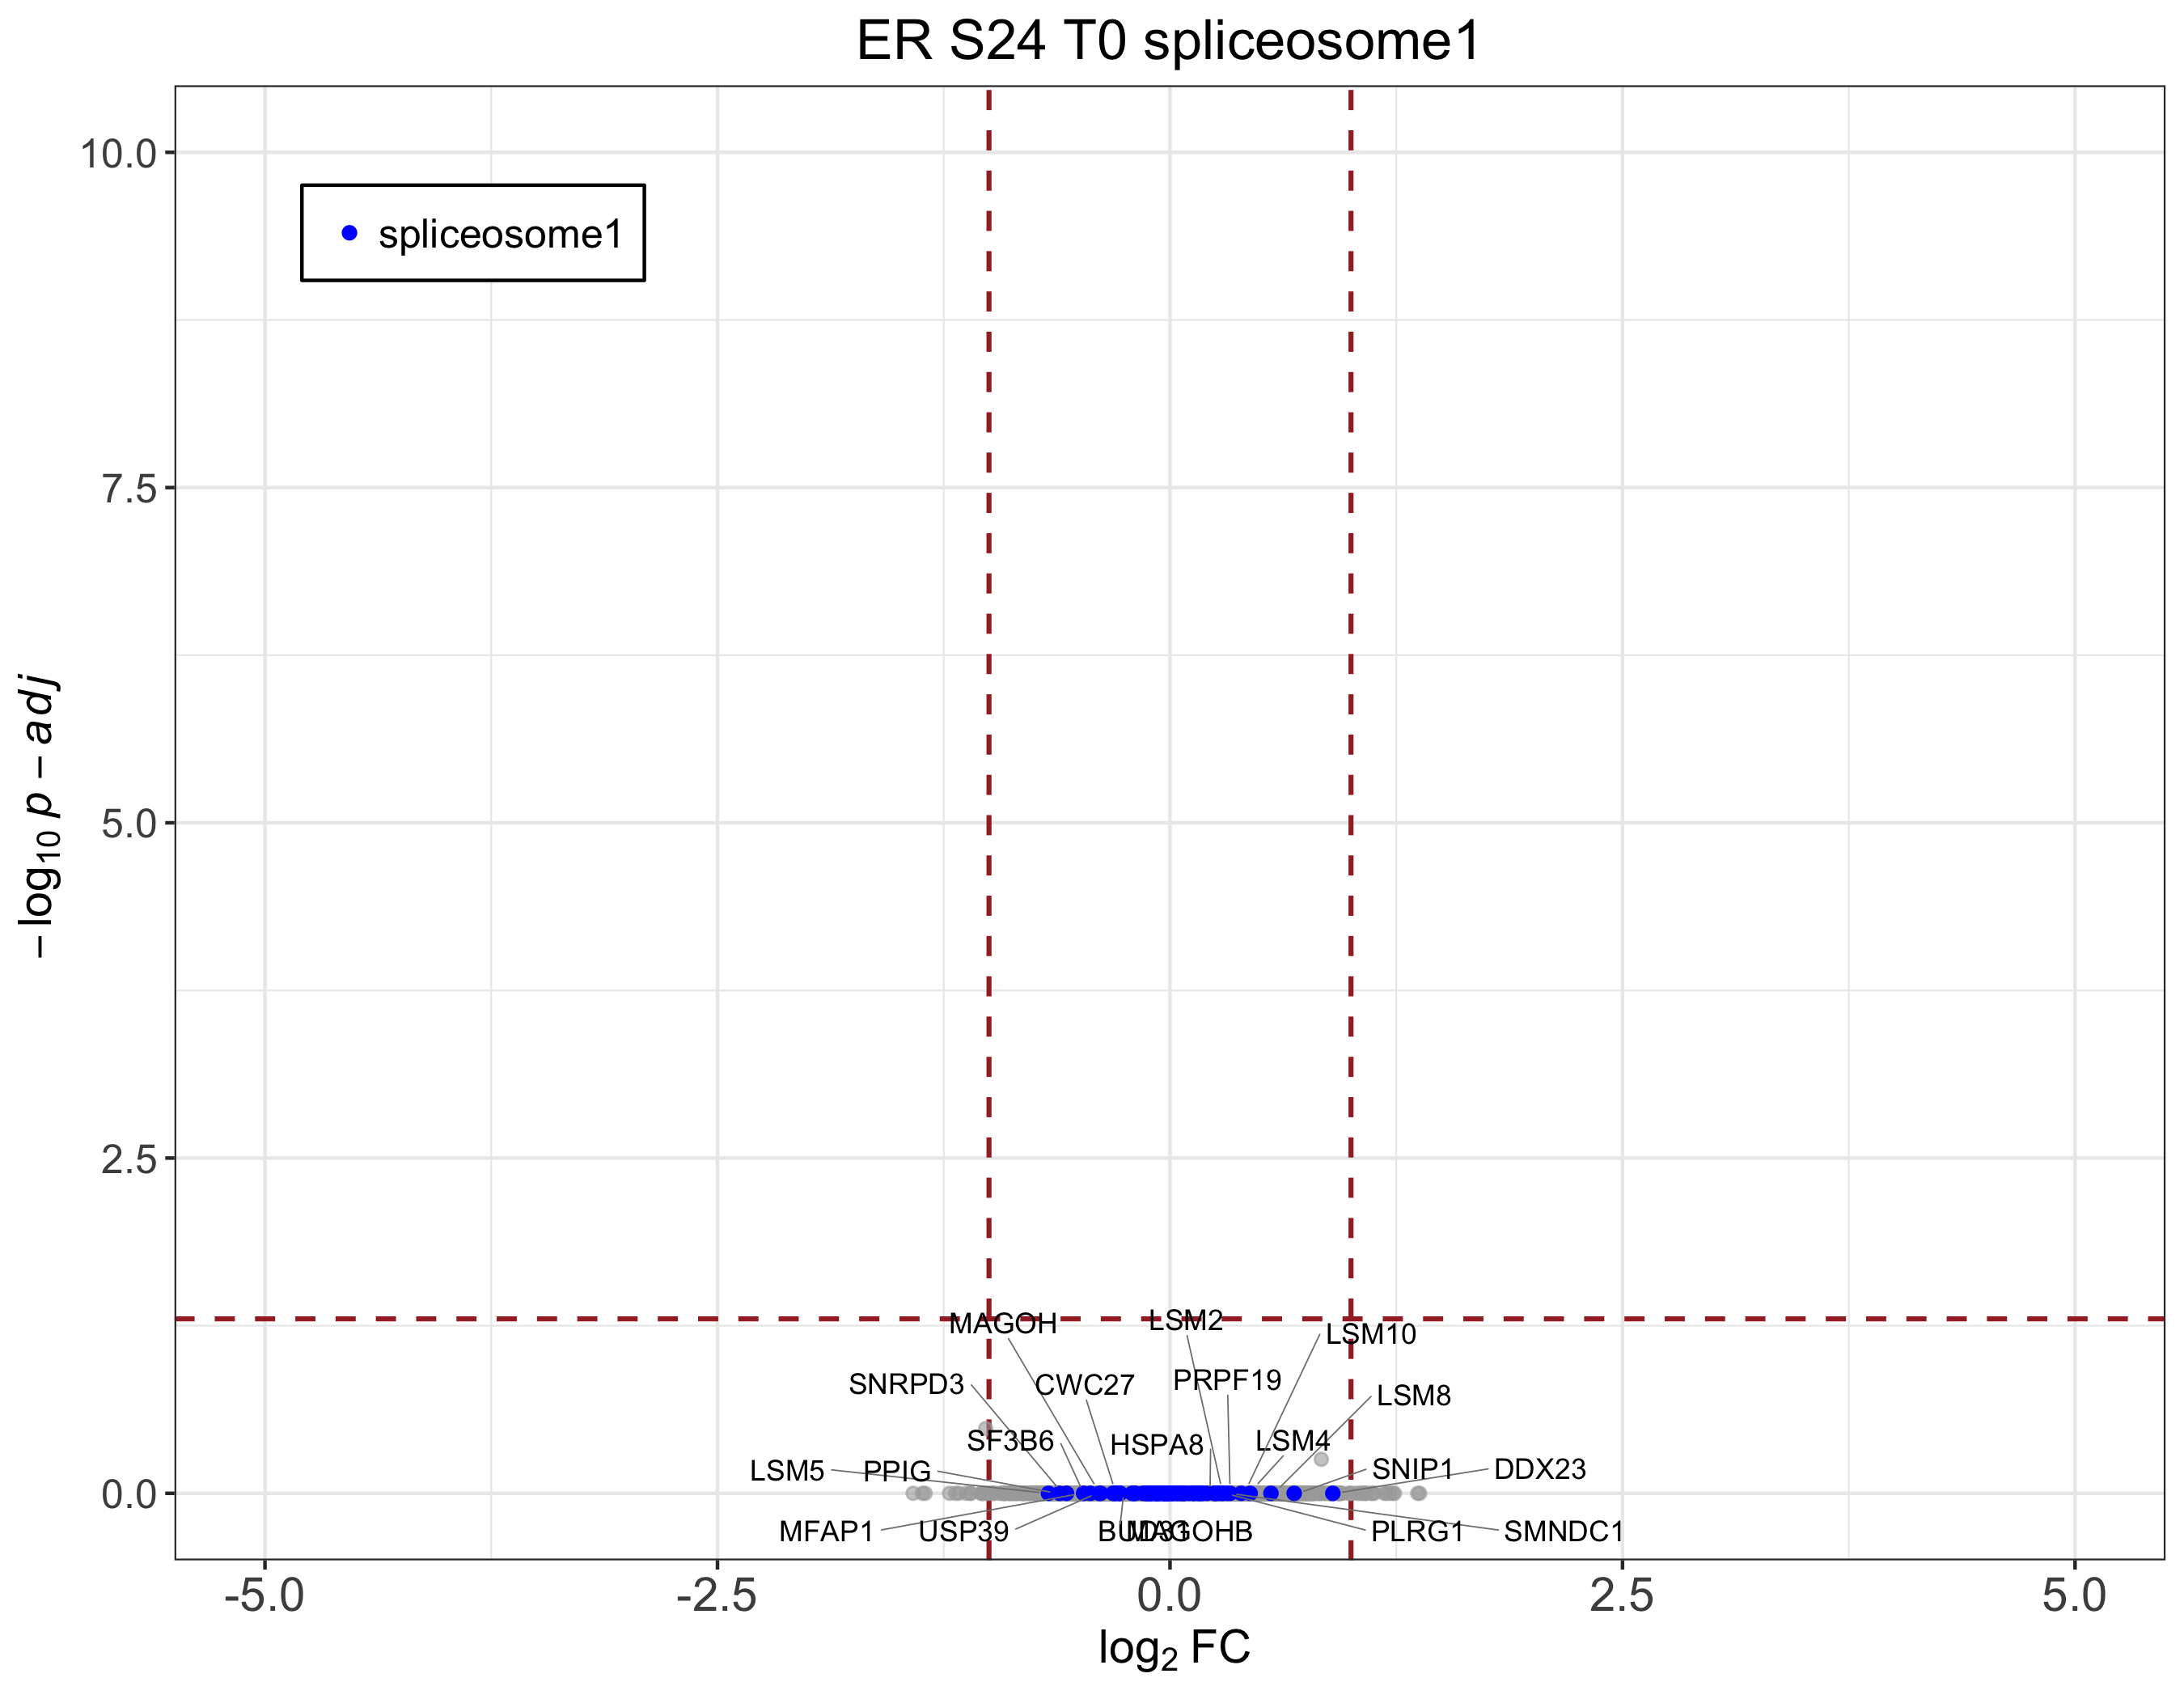 ER S24 T0 spliceosome1
10.0
spliceosome1
7.5
5.0
2.5
0.0
−log10 p − adj
MAGOH
LSM2
LSM10
SNRPD3
CWC27
PRPF19
LSM8
SF3B6
HSPA8
LSM4
LSM5
PPIG
SNIP1
DDX23
MFAP1
USP39
BUD31
MAGOHB
PLRG1
SMNDC1
-5.0 -2.5 0.0 2.5 5.0
log2 FC